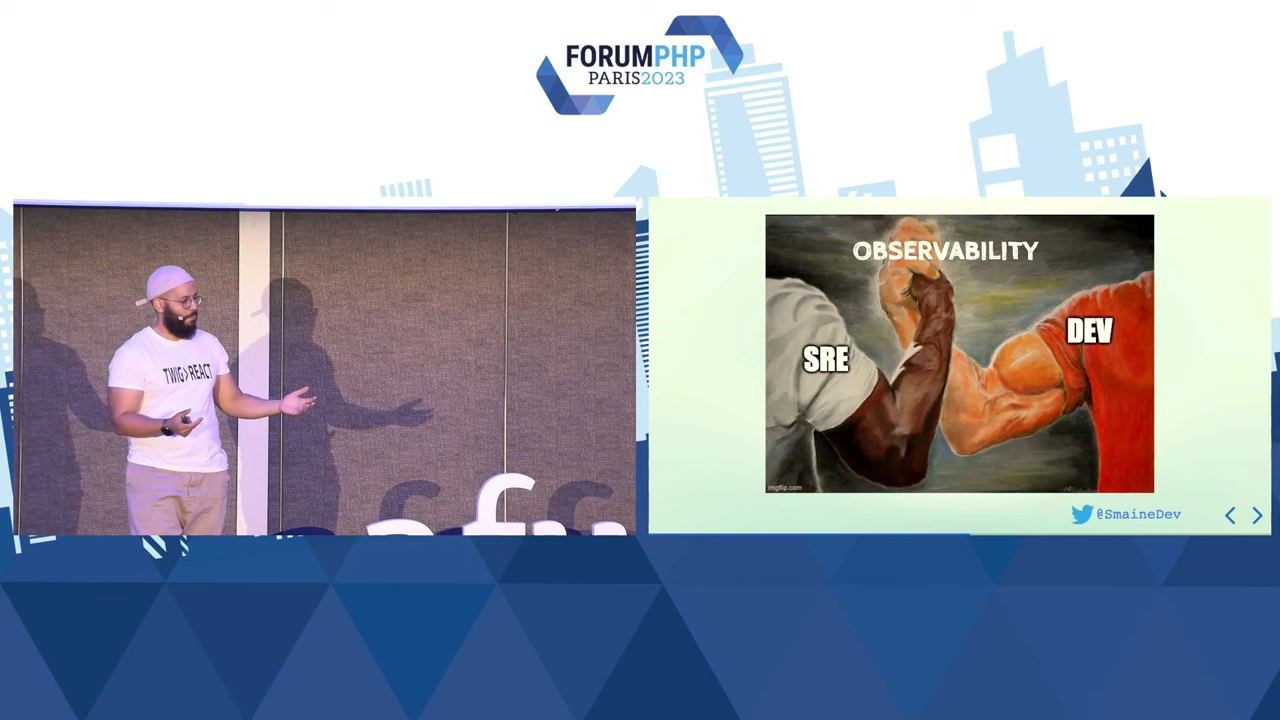 FORUMPHP
PARIS2023
TWIG>REACT
OBSERVABILITY
SRE
DEV
imgflip.com
@SmaineDev